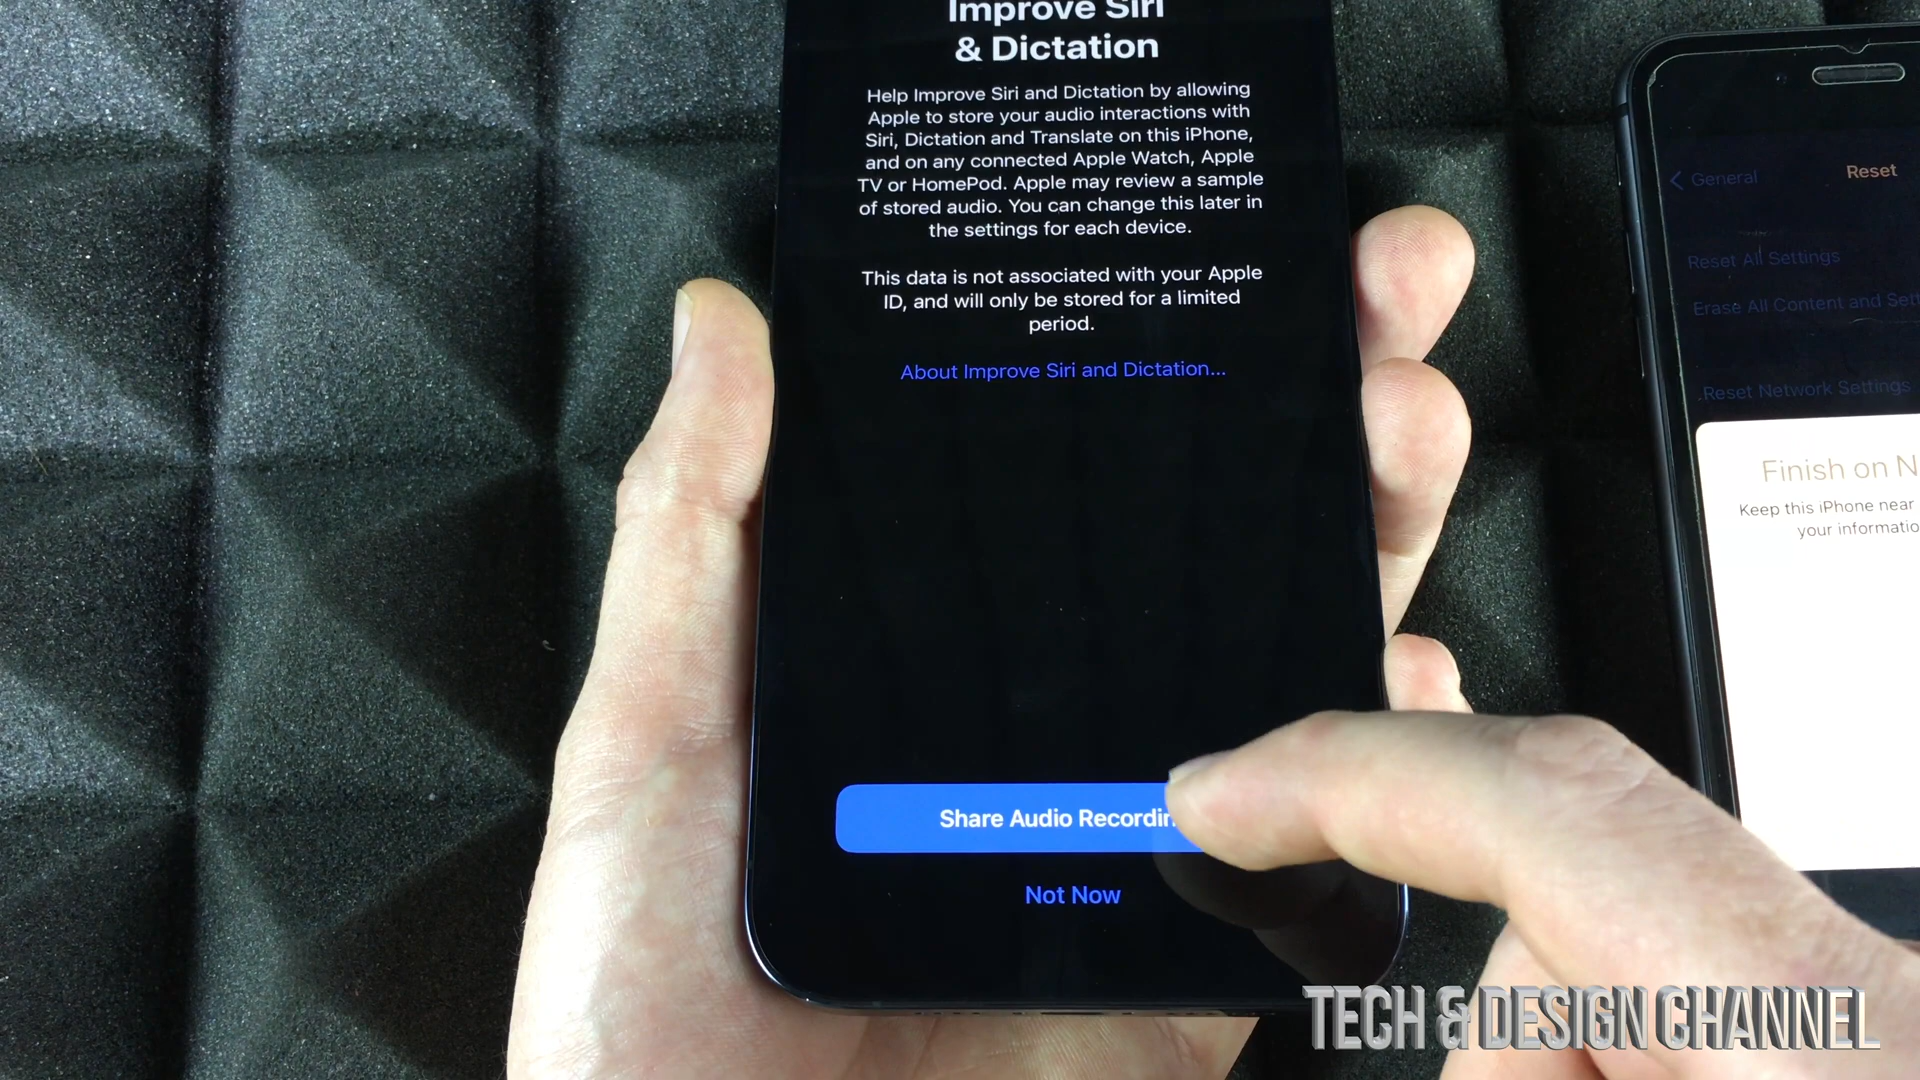 Improve Siri
& Dictation
Help Improve Siri and Dictation by allowing
Apple to store your audio interactions with
Siri, Dictation and Translate on this iPhone,
and on any connected Apple Watch, Apple
TV or HomePod. Apple may review a sample
of stored audio. You can change this later in
the settings for each device.
This data is not associated with your Apple
ID, and will only be stored for a limited
period.
About Improve Siri and Dictation...
Share Audio Recordin
Not Now
General
Reset
Reset All Settings
Erase All Content and Sett
Reset Network Settings
Finish on N
Keep this iPhone near
your informatio
TECH & DESIGN CHANNEL